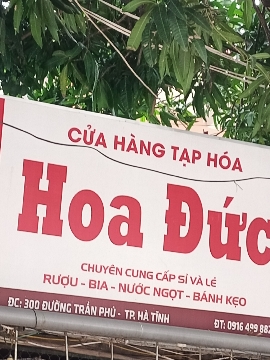 CỬA HÀNG TẠP HÓA
Hoa Đức
CHUYÊN CUNG CẤP SỈ VÀ LẺ
RƯỢU - BIA - NƯỚC NGỌT - BÁNH KẸO
ĐC: 300 ĐƯỜNG TRẦN PHÚ - TP. HÀ TĨNH ĐT: 0916 499 882